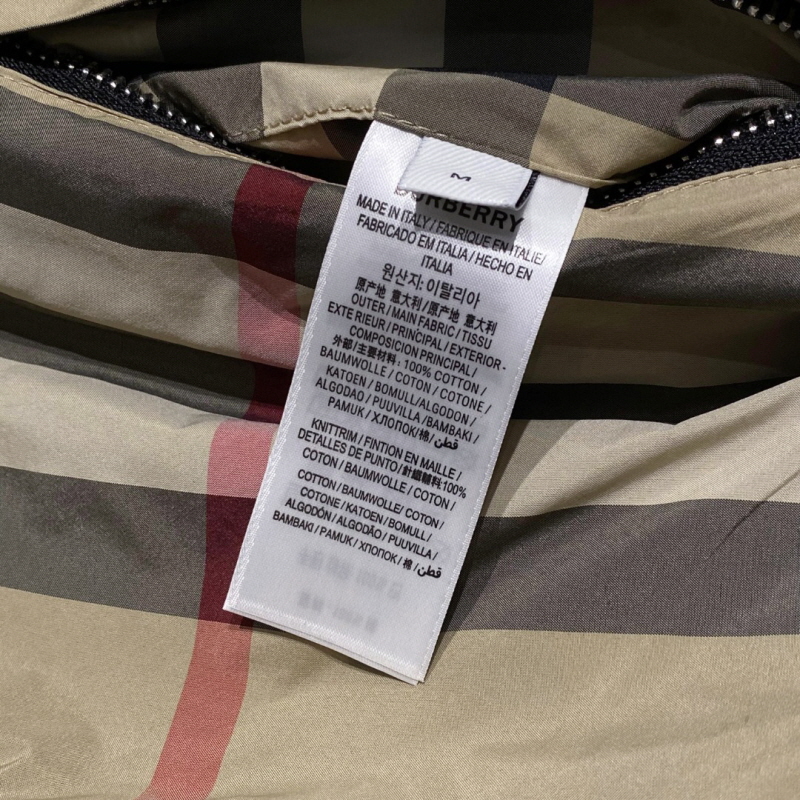 M
BURBERRY
MADE IN ITALY / FABRIQUE EN ITALIE/
FABRICADO EM ITALIA / HECHO EN
ITALIA
원산지: 이탈리아
原产地 意大利/原產地 意大利
OUTER / MAIN FABRIC / TISSU
EXTE RIEUR / PRINCIPAL / EXTERIOR-
COMPOSICION PRINCIPAL /
外部/主要材料: 100% COTTON /
BAUMWOLLE / COTON / COTONE /
KATOEN / BOMULL/ALGODON /
ALGODAO / PUUVILLA /BAMBAKI /
PAMUK / ХЛОПОК/棉/ قطن
KNITTRIM / FINTION EN MAILLE /
DETALLES DE PUNTO/針織輔料:100%
COTON / BAUMWOLLE / COTON /
COTTON / BAUMWOLLE/ COTON /
COTONE / KATOEN / BOMULL /
ALGODÓN / ALGODÃO / PUUVILLA /
BAMBAKI / PAMUK / ХЛОПОК / 棉 / قطن